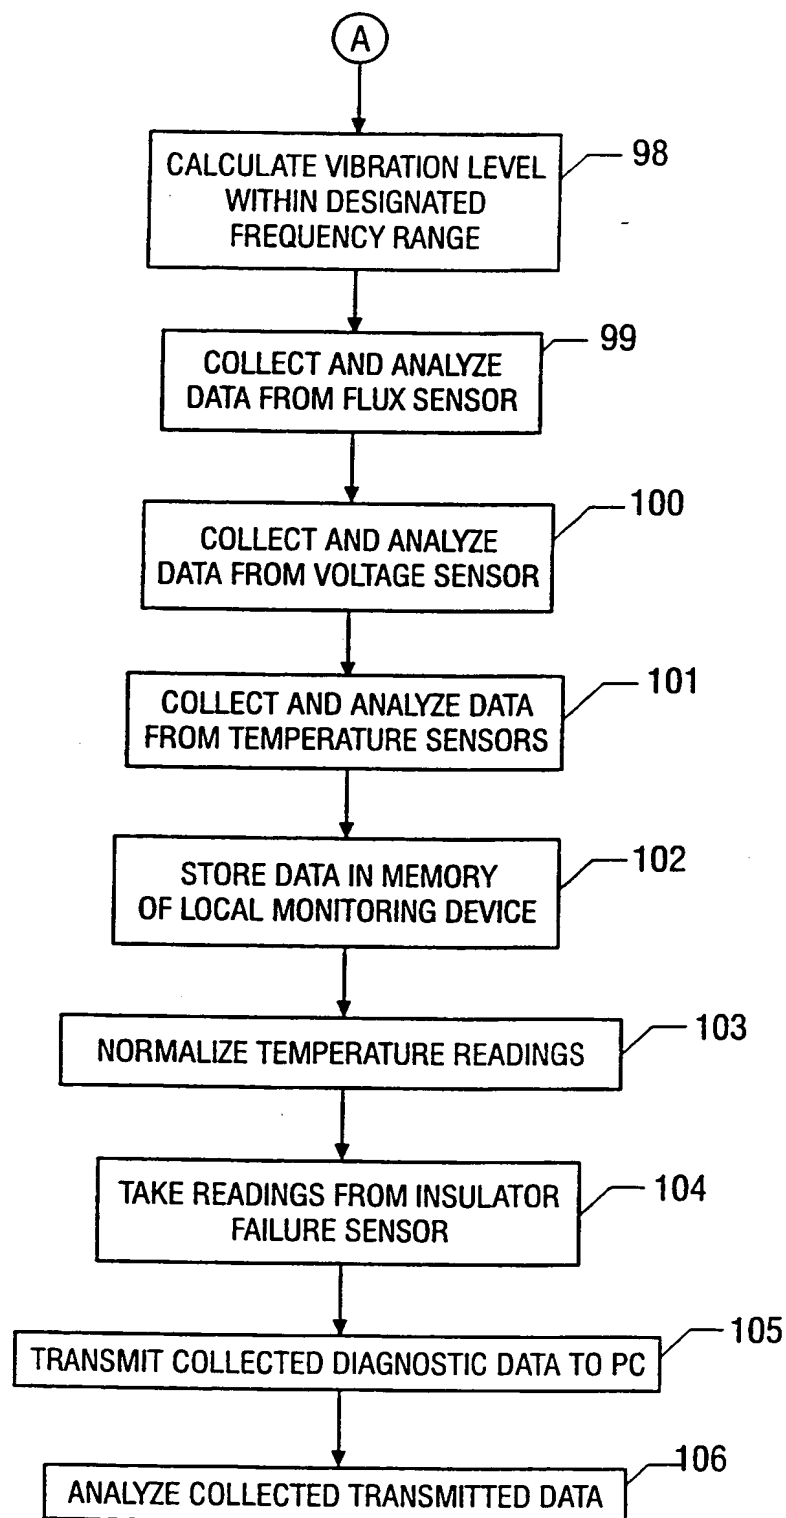 A
CALCULATE VIBRATION LEVEL
WITHIN DESIGNATED
FREQUENCY RANGE
98
COLLECT AND ANALYZE
DATA FROM FLUX SENSOR
99
COLLECT AND ANALYZE
DATA FROM VOLTAGE SENSOR
100
COLLECT AND ANALYZE DATA
FROM TEMPERATURE SENSORS
101
STORE DATA IN MEMORY
OF LOCAL MONITORING DEVICE
102
NORMALIZE TEMPERATURE READINGS
103
TAKE READINGS FROM INSULATOR
FAILURE SENSOR
104
TRANSMIT COLLECTED DIAGNOSTIC DATA TO PC
105
ANALYZE COLLECTED TRANSMITTED DATA
106